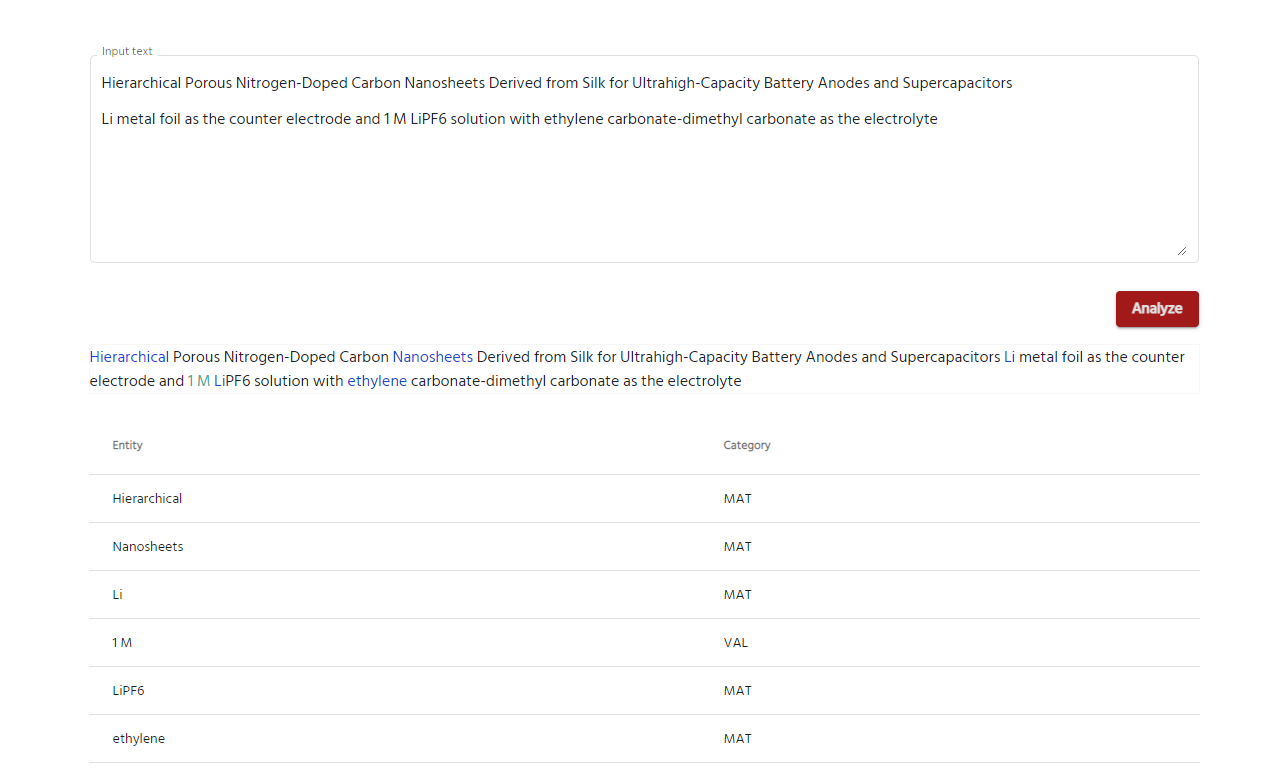 Input text
Hierarchical Porous Nitrogen-Doped Carbon Nanosheets Derived from Silk for Ultrahigh-Capacity Battery Anodes and Supercapacitors
Li metal foil as the counter electrode and 1 M LiPF6 solution with ethylene carbonate-dimethyl carbonate as the electrolyte
Analyze
Hierarchical Porous Nitrogen-Doped Carbon Nanosheets Derived from Silk for Ultrahigh-Capacity Battery Anodes and Supercapacitors Li metal foil as the counter
electrode and 1 M LiPF6 solution with ethylene carbonate-dimethyl carbonate as the electrolyte
Entity Category
Hierarchical MAT
Nanosheets MAT
Li MAT
1 M VAL
LiPF6 MAT
ethylene MAT